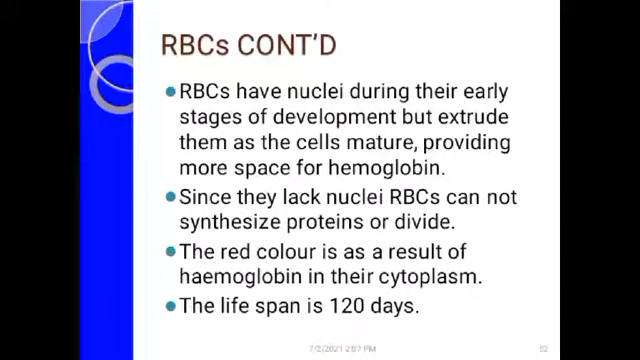 RBCs CONT'D
RBCs have nuclei during their early
stages of development but extrude
them as the cells mature, providing
more space for hemoglobin.
Since they lack nuclei RBCs can not
synthesize proteins or divide.
The red colour is as a result of
haemoglobin in their cytoplasm.
The life span is 120 days.
7/2/2021 2:57 PM
52